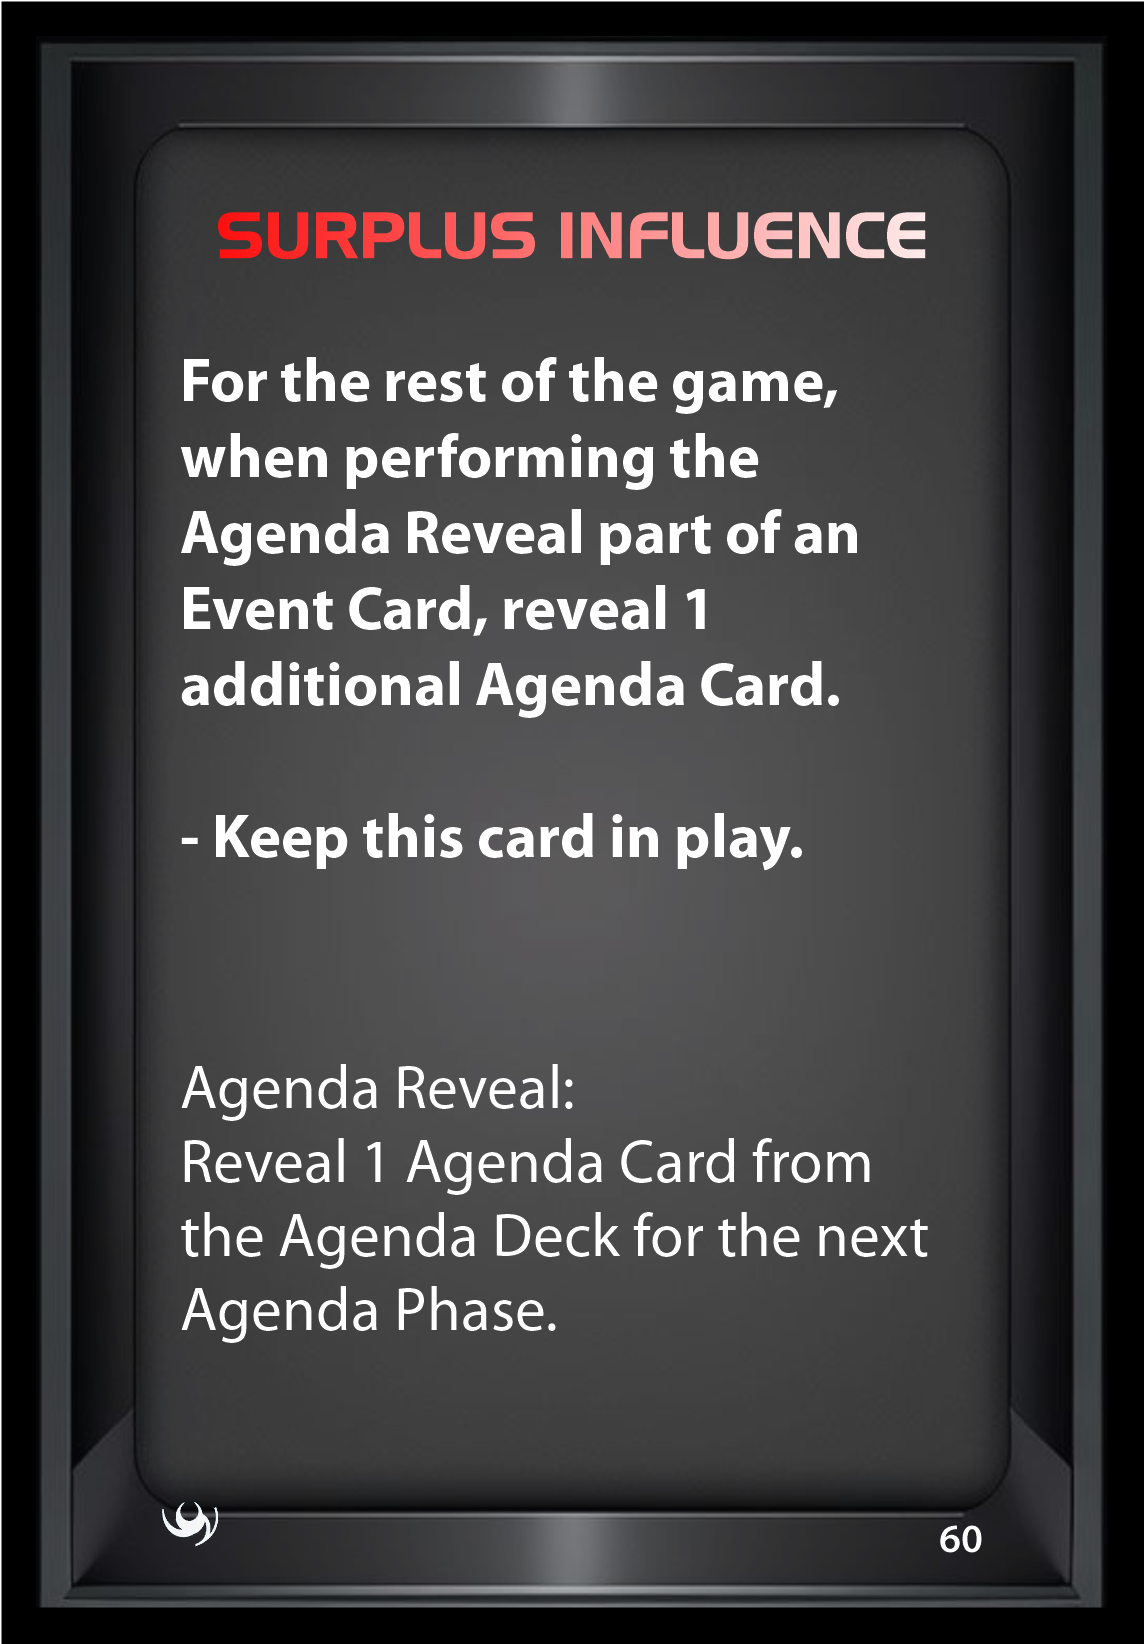 SURPLUS INFLUENCE
For the rest of the game,
when performing the
Agenda Reveal part of an
Event Card, reveal 1
additional Agenda Card.
- Keep this card in play.
Agenda Reveal:
Reveal 1 Agenda Card from
the Agenda Deck for the next
Agenda Phase.
60